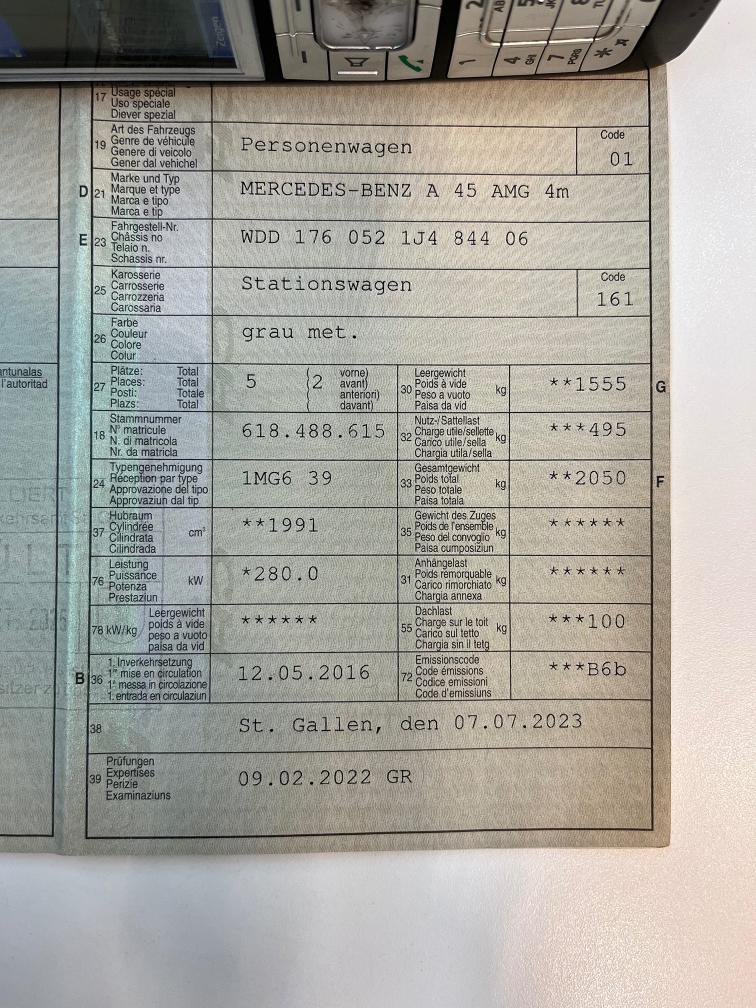 Zeigen
1
2
4 GHI
5
7 PQRS
8
*
17 Usage spécial
Uso speciale
Diever spezial
19 Art des Fahrzeugs
Genre de véhicule
Genere di veicolo
Gener dal vehichel
Personenwagen
Code
01
D 21 Marke und Typ
Marque et type
Marca e tipo
Marca e tip
MERCEDES-BENZ A 45 AMG 4m
E 23 Fahrgestell-Nr.
Châssis no
Telaio n.
Schassis nr.
WDD 176 052 1J4 844 06
25 Karosserie
Carrosserie
Carrozzeria
Carossaria
Stationswagen
Code
161
26 Farbe
Couleur
Colore
Colur
grau met.
27 Plätze: Total
Places: Total
Posti: Totale
Plazs: Total
5 (2 vorne)
avant)
anteriori)
davant)
30 Leergewicht
Poids à vide
Peso a vuoto
Paisa da vid
kg
**1555
G
18 Stammnummer
N° matricule
N. di matricola
Nr. da matricla
618.488.615
32 Nutz-/Sattellast
Charge utile/sellette
Carico utile/sella
Chargia utila/sella
kg
***495
24 Typengenehmigung
Réception par type
Approvazione del tipo
Approvaziun dal tip
1MG6 39
33 Gesamtgewicht
Poids total
Peso totale
Paisa totala
kg
**2050
F
37 Hubraum
Cylindrée
Cilindrata
Cilindrada
cm³
**1991
35 Gewicht des Zuges
Poids de l'ensemble
Peso del convoglio
Paisa cumposiziun
kg
******
76 Leistung
Puissance
Potenza
Prestaziun
kW
*280.0
31 Anhängelast
Poids remorquable
Carico rimorchiato
Chargia annexa
kg
******
78 kW/kg Leergewicht
poids à vide
peso a vuoto
paisa da vid
******
55 Dachlast
Charge sur le toit
Carico sul tetto
Chargia sin il tetg
kg
***100
B 36 1. Inverkehrsetzung
1re mise en circulation
1a messa in circolazione
1. entrada en circulaziun
12.05.2016
72 Emissionscode
Code émissions
Codice emissioni
Code d'emissiuns
***B6b
38 St. Gallen, den 07.07.2023
39 Prüfungen
Expertises
Perizie
Examinaziuns
09.02.2022 GR
antunalas
l'autoritad